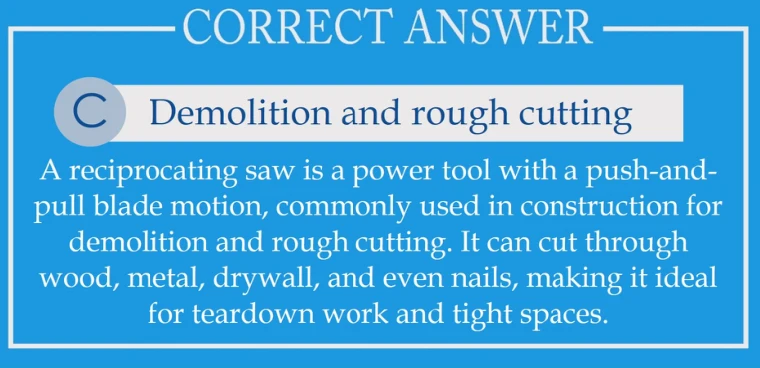 CORRECT ANSWER
C Demolition and rough cutting
A reciprocating saw is a power tool with a push-and-
pull blade motion, commonly used in construction for
demolition and rough cutting. It can cut through
wood, metal, drywall, and even nails, making it ideal
for teardown work and tight spaces.